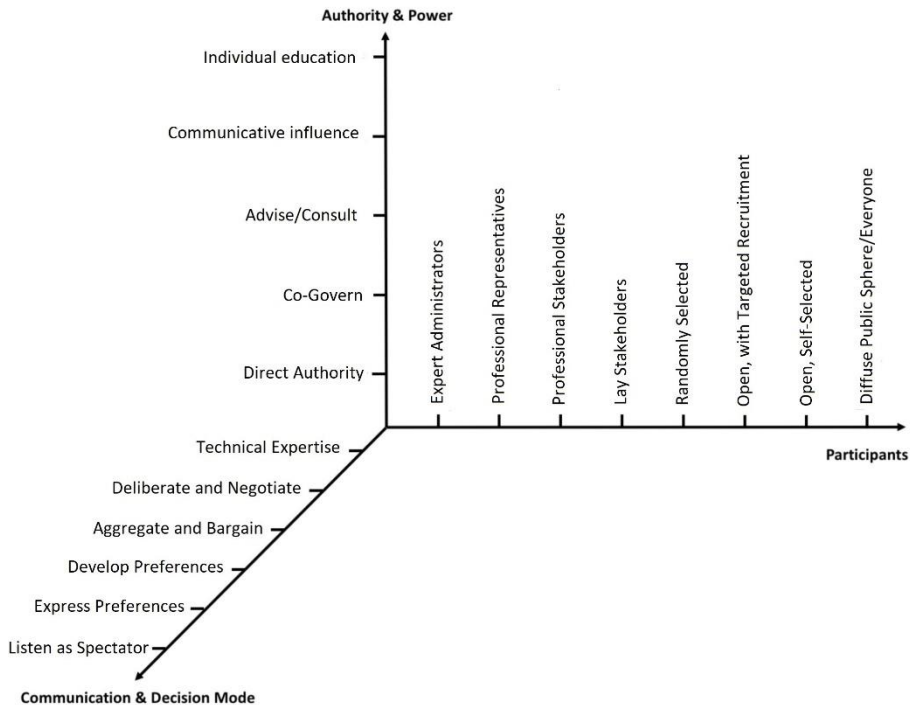 Authority & Power
Individual education
Communicative influence
Advise/Consult
Co-Govern
Direct Authority
Expert Administrators
Professional Representatives
Professional Stakeholders
Lay Stakeholders
Randomly Selected
Open, with Targeted Recruitment
Open, Self-Selected
Diffuse Public Sphere/Everyone
Participants
Technical Expertise
Deliberate and Negotiate
Aggregate and Bargain
Develop Preferences
Express Preferences
Listen as Spectator
Communication & Decision Mode